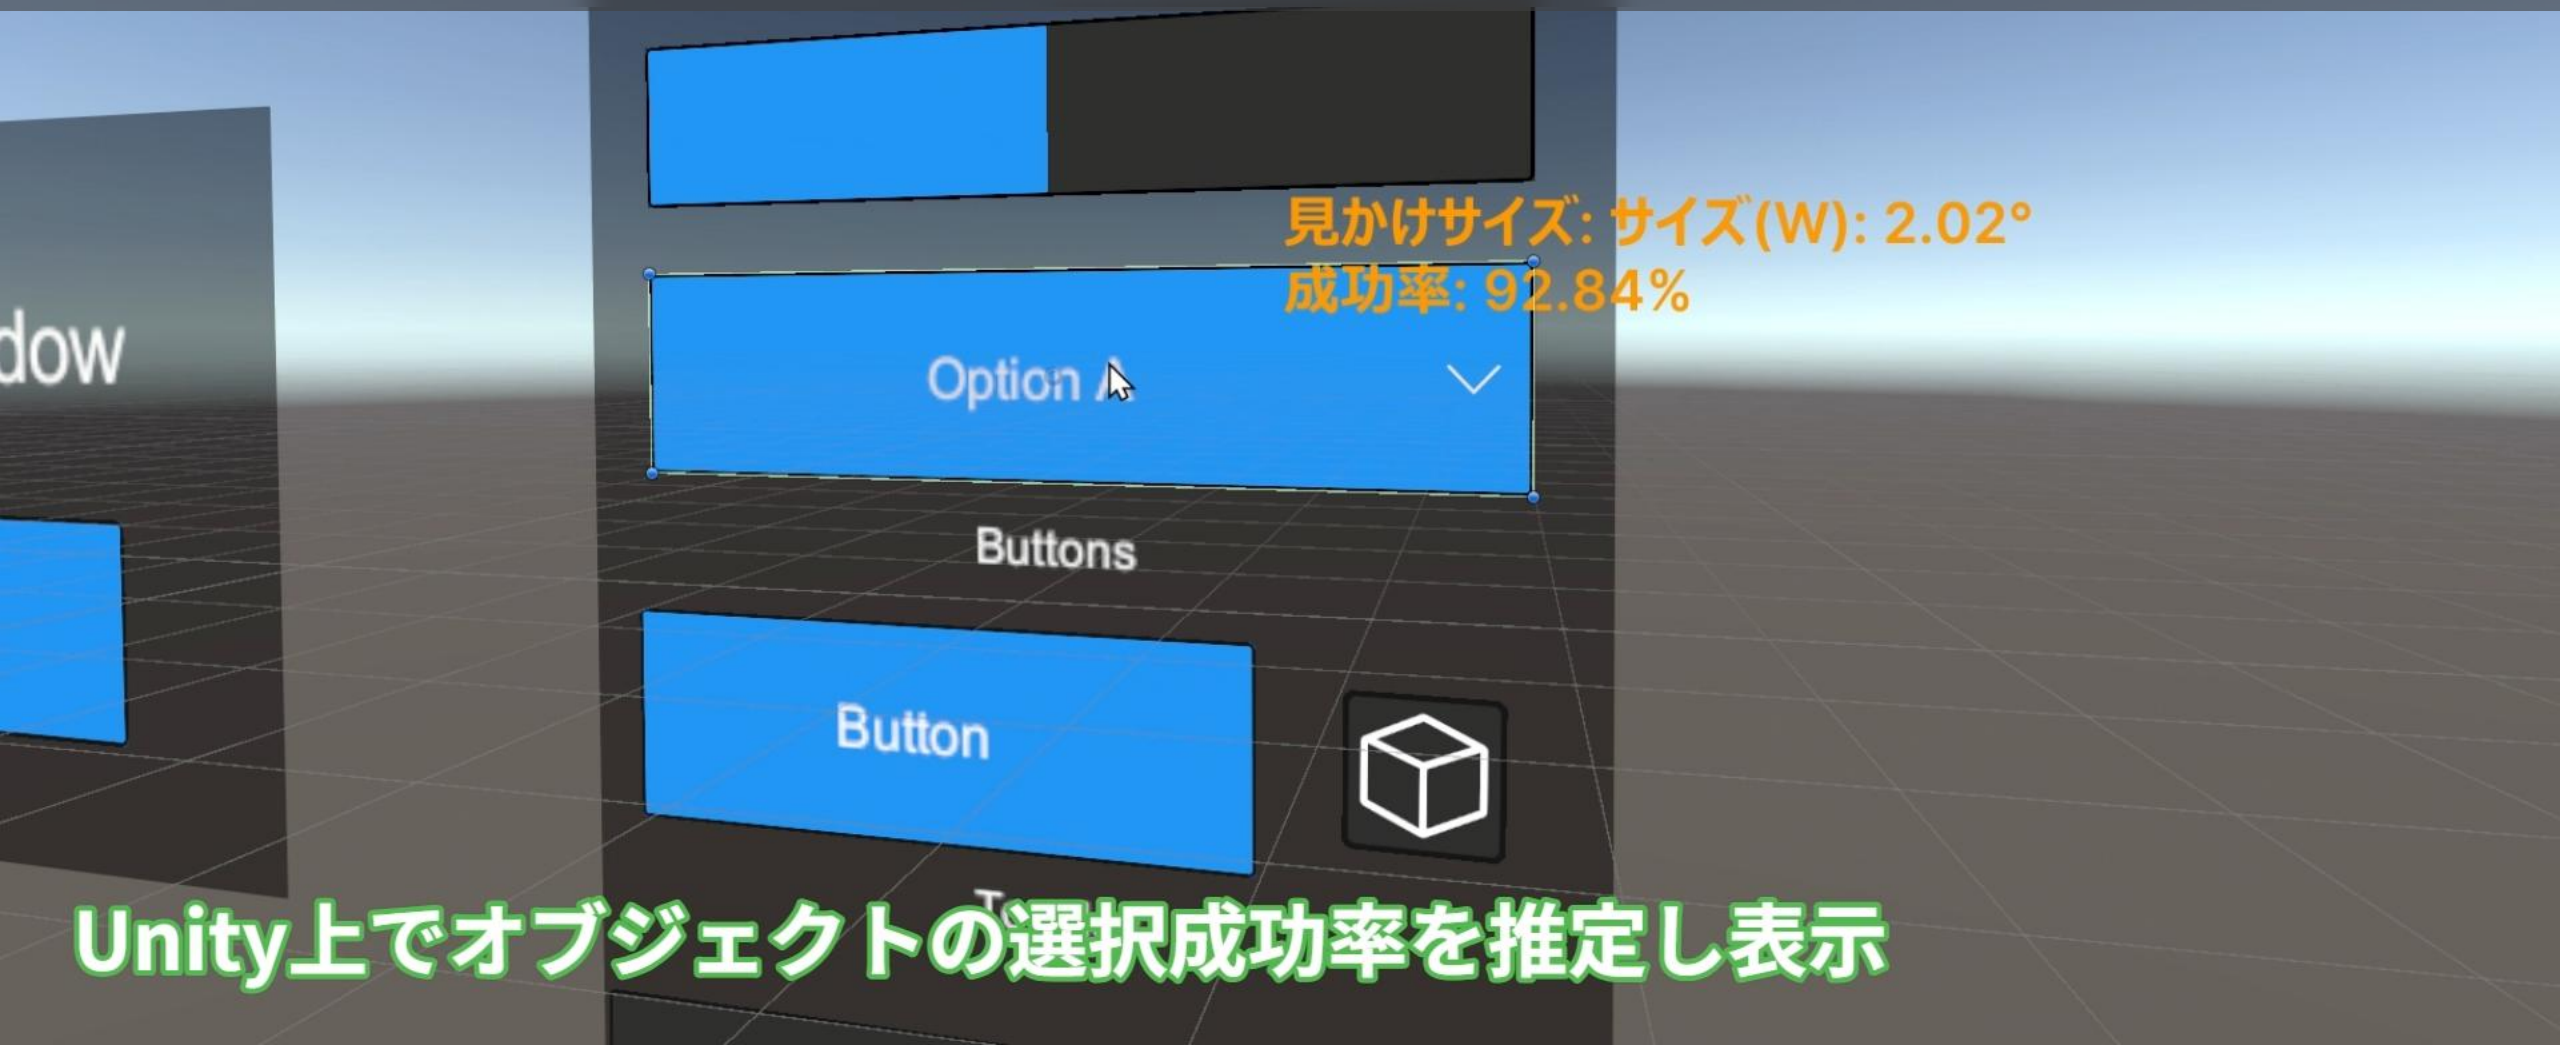 見かけサイズ: サイズ(W): 2.02°
成功率: 92.84%
dow
Option A
Buttons
Button
Unity上でオブジェクトの選択成功率を推定し表示